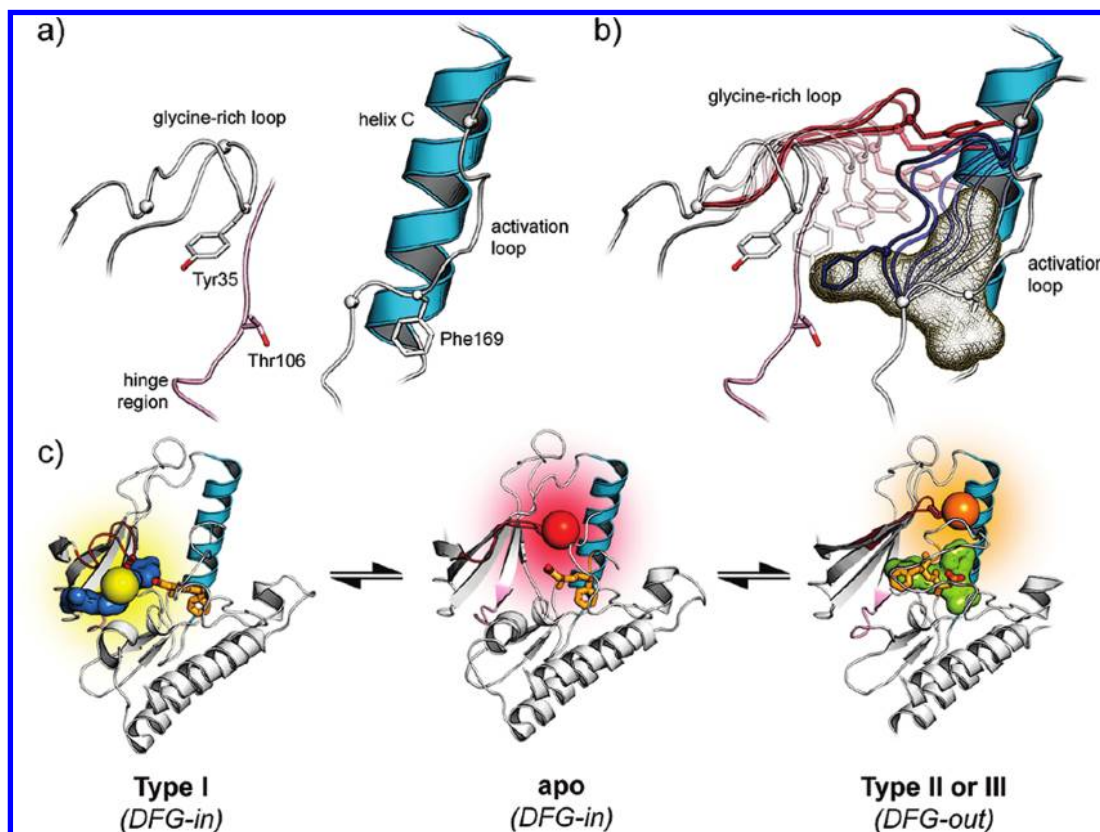 a)
glycine-rich loop
helix C
activation
loop
Tyr35
Thr106
Phe169
hinge
region
b)
glycine-rich loop
activation
loop
c)
Type I
(DFG-in)
apo
(DFG-in)
Type II or III
(DFG-out)